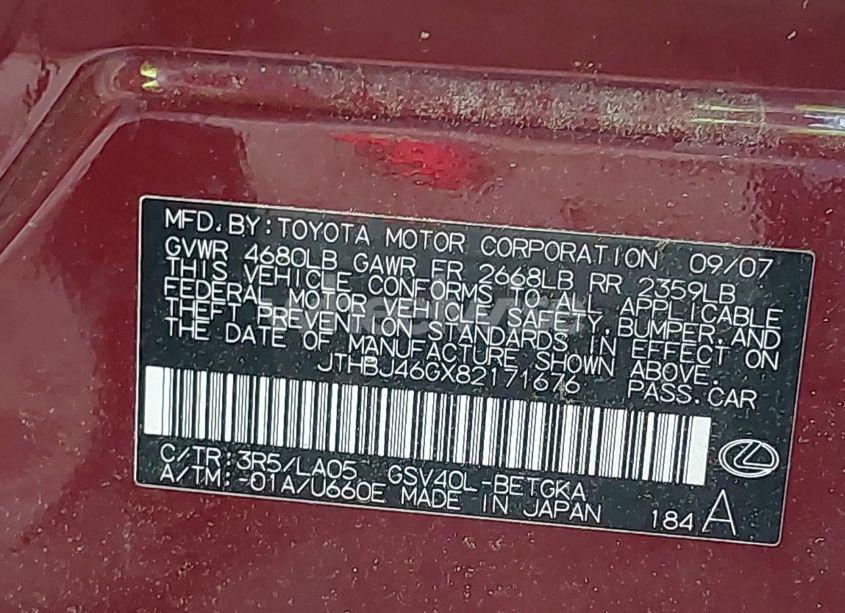 MFD. BY: TOYOTA MOTOR CORPORATION 09/07
GVWR 4680LB GAWR FR 2668LB RR 2359LB
THIS VEHICLE CONFORMS TO ALL APPLICABLE
FEDERAL MOTOR VEHICLE SAFETY, BUMPER, AND
THEFT PREVENTION STANDARDS IN EFFECT ON
THE DATE OF MANUFACTURE SHOWN ABOVE.
JTHBJ46GX82171676 PASS. CAR
C/TR: 3R5/LA05 GSV40L-BETGKA
A/TM: -01A/U660E MADE IN JAPAN 184 A